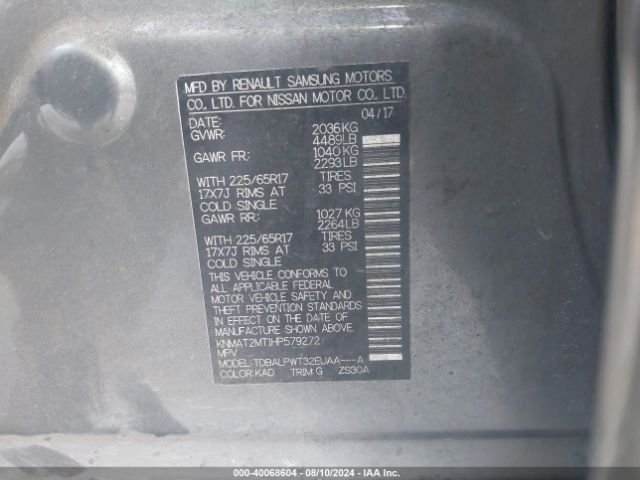 MFD BY RENAULT SAMSUNG MOTORS
CO. LTD. FOR NISSAN MOTOR CO. LTD.
DATE: 04/17
GVWR: 2036KG
4489LB
GAWR FR: 1040KG
2293LB
WITH 225/65R17 TIRES
17X7J RIMS AT 33 PSI
COLD SINGLE
GAWR RR: 1027KG
2264LB
WITH 225/65R17 TIRES
17X7J RIMS AT 33 PSI
COLD SINGLE
THIS VEHICLE CONFORMS TO
ALL APPLICABLE FEDERAL
MOTOR VEHICLE SAFETY AND
THEFT PREVENTION STANDARDS
IN EFFECT ON THE DATE OF
MANUFACTURE SHOWN ABOVE.
KNMAT2MT1HP579272
MPV
MODEL:TDBALPWT32EUAA---A
COLOR:KAD TRIM:G ZS30A
000-40068604 — 08/10/2024 — IAA Inc.